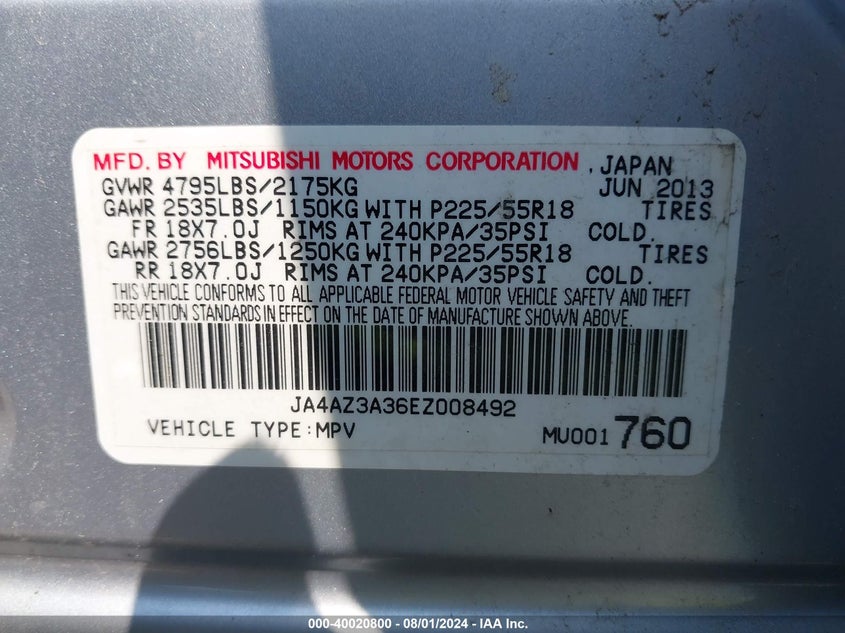 MFD. BY MITSUBISHI MOTORS CORPORATION , JAPAN
GVWR 4795LBS/2175KG JUN 2013
GAWR 2535LBS/1150KG WITH P225/55R18 TIRES
FR 18X7.0J RIMS AT 240KPA/35PSI COLD.
GAWR 2756LBS/1250KG WITH P225/55R18 TIRES
RR 18X7.0J RIMS AT 240KPA/35PSI COLD.
THIS VEHICLE CONFORMS TO ALL APPLICABLE FEDERAL MOTOR VEHICLE SAFETY AND THEFT
PREVENTION STANDARDS IN EFFECT ON THE DATE OF MANUFACTURE SHOWN ABOVE.
JA4AZ3A36EZ008492
VEHICLE TYPE:MPV MU001 760
000-40020800 - 08/01/2024 - IAA Inc.